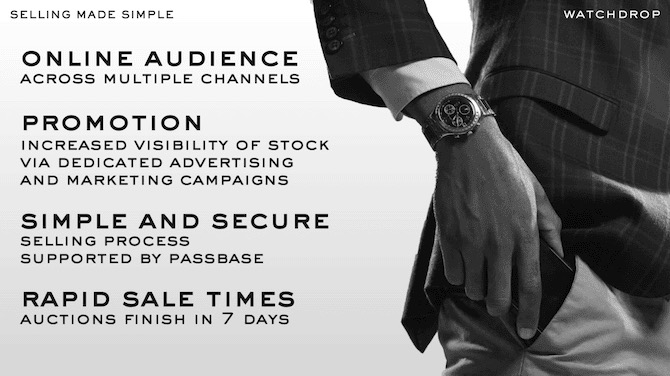 SELLING MADE SIMPLE
WATCHDROP
ONLINE AUDIENCE
ACROSS MULTIPLE CHANNELS
PROMOTION
INCREASED VISIBILITY OF STOCK
VIA DEDICATED ADVERTISING
AND MARKETING CAMPAIGNS
SIMPLE AND SECURE
SELLING PROCESS
SUPPORTED BY PASSBASE
RAPID SALE TIMES
AUCTIONS FINISH IN 7 DAYS